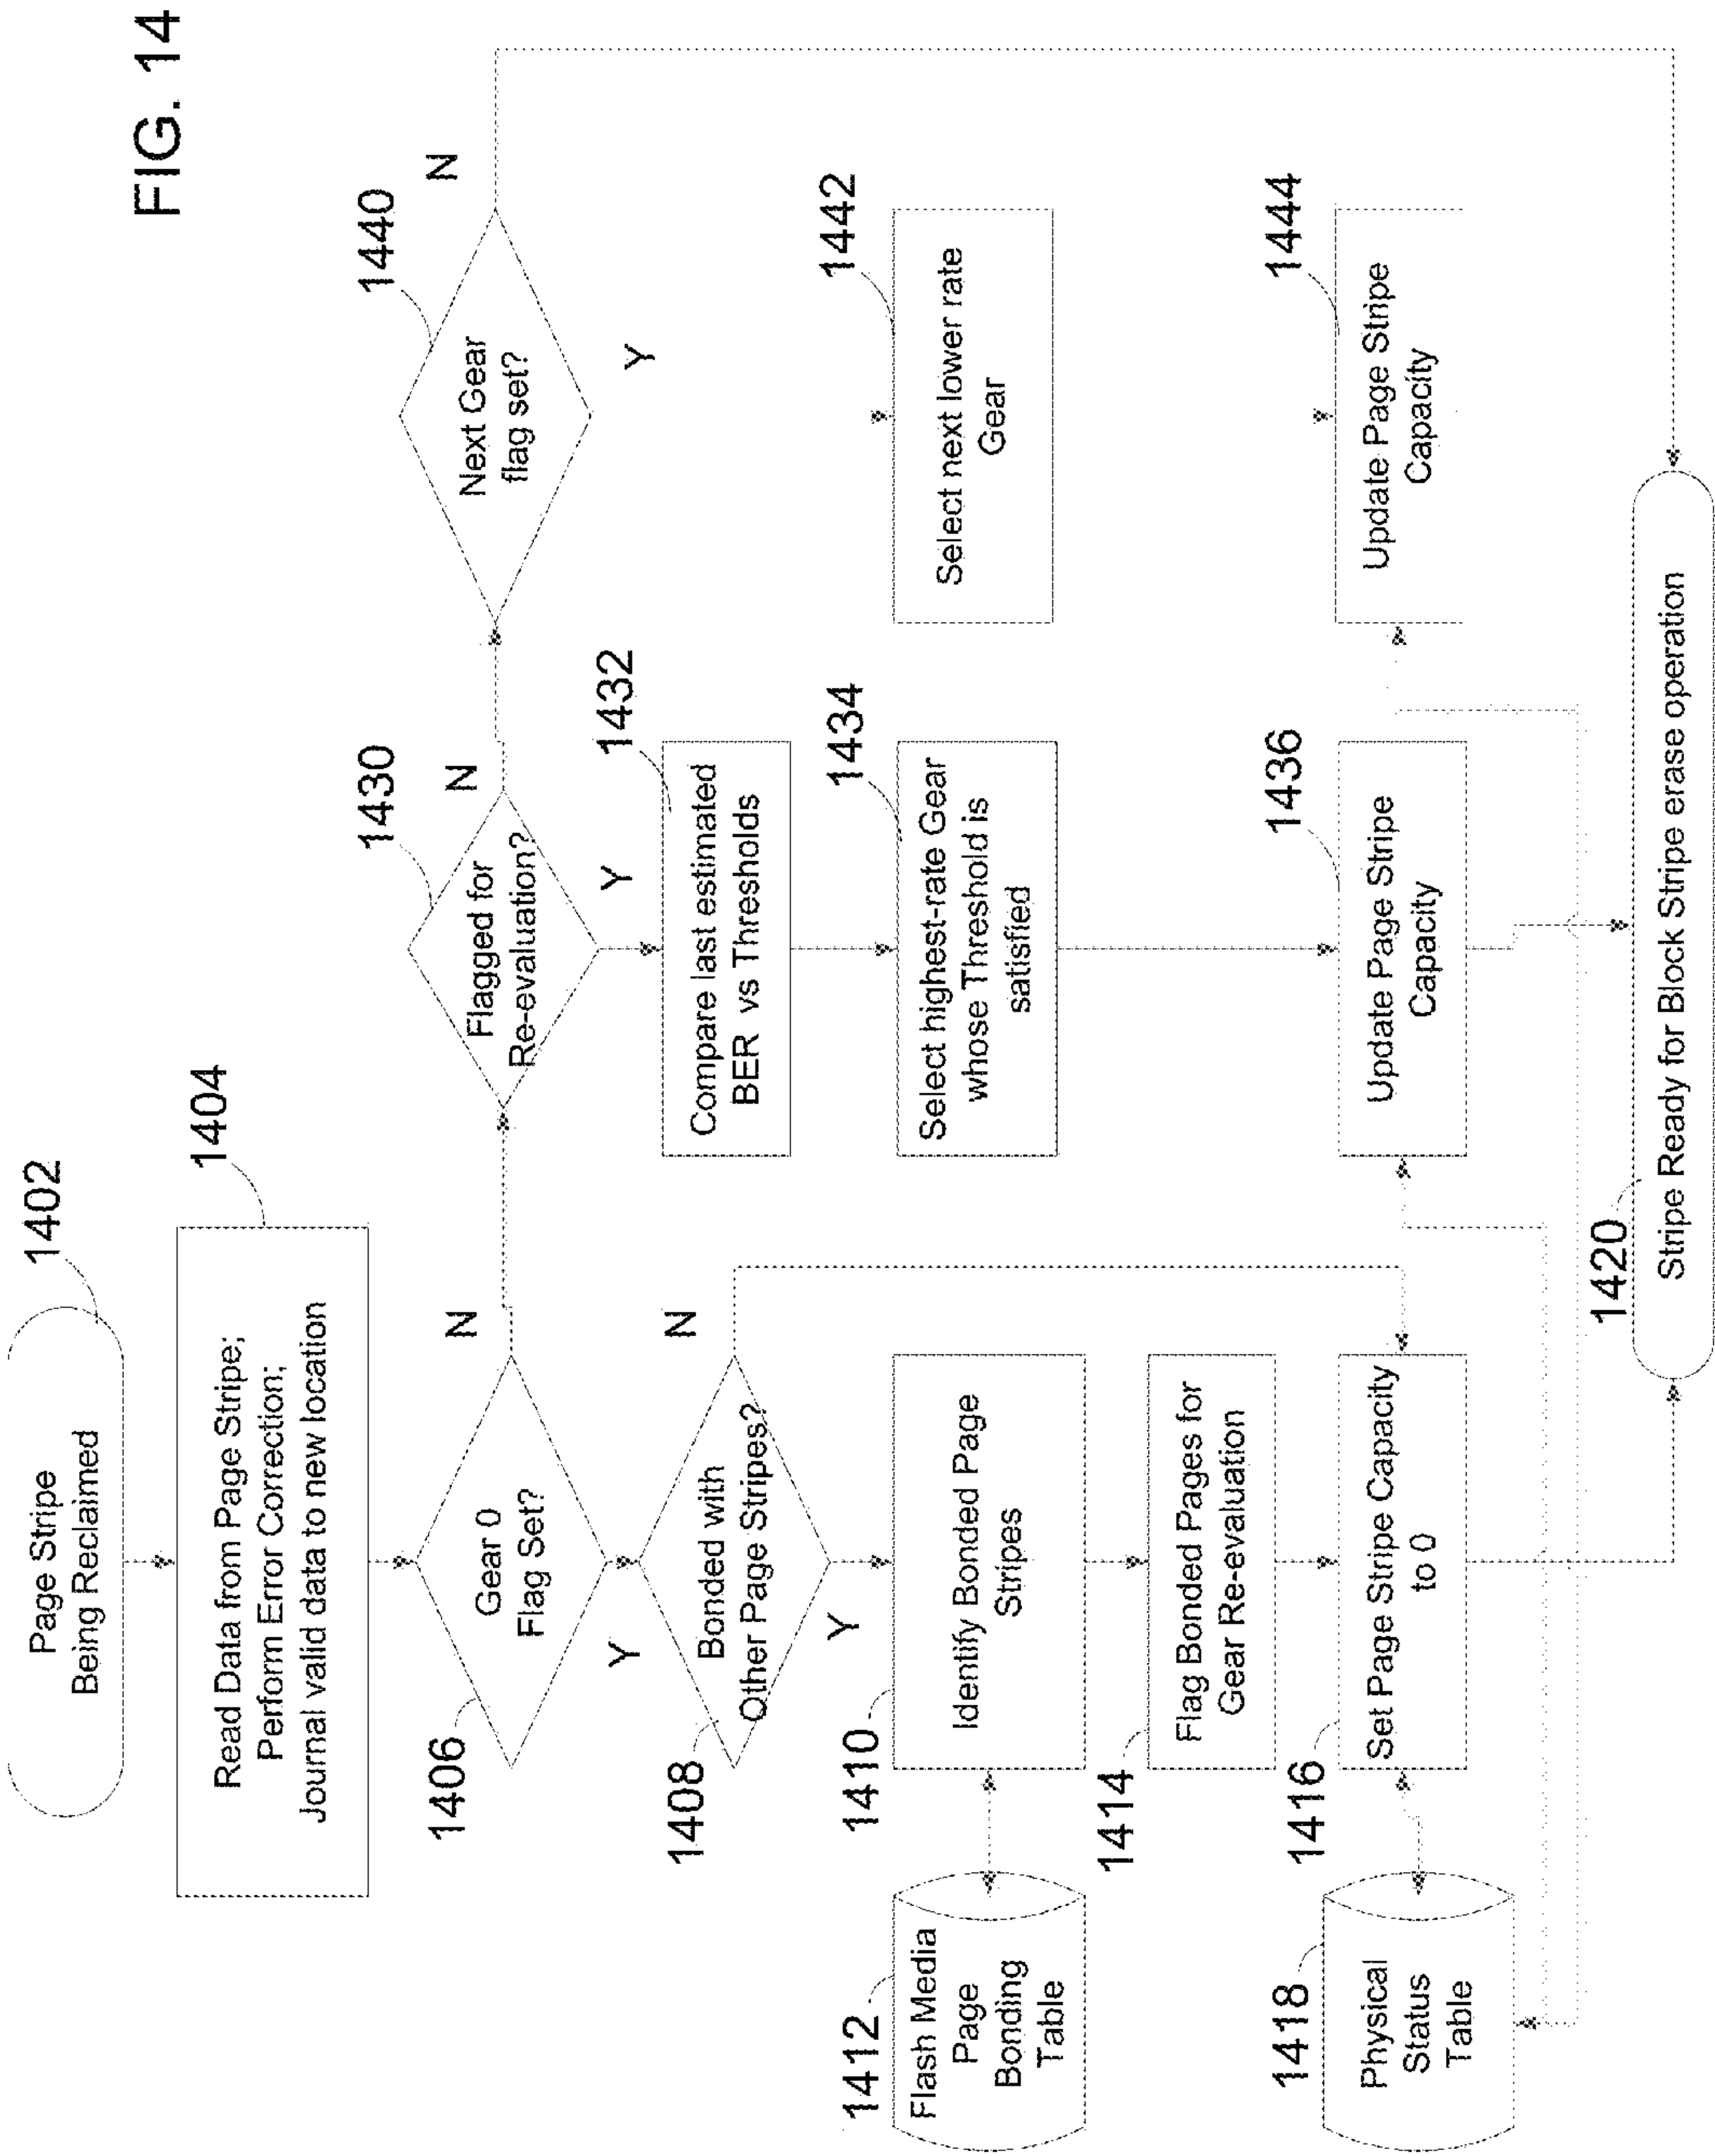 FIG. 14
Page Stripe
Being Reclaimed
1402
Read Data from Page Stripe;
Perform Error Correction;
Journal valid data to new location
1404
Gear 0
Flag Set?
1406
N
Y
Bonded with
Other Page Stripes?
1408
N
Y
Identify Bonded Page
Stripes
1410
Flash Media
Page
Bonding
Table
1412
Flag Bonded Pages for
Gear Re-evaluation
1414
Set Page Stripe Capacity
to 0
1416
Physical
Status
Table
1418
Flagged for
Re-evaluation?
1430
N
Y
Compare last estimated
BER vs Thresholds
1432
Select highest-rate Gear
whose Threshold is
satisfied
1434
Update Page Stripe
Capacity
1436
Next Gear
flag set?
1440
N
Y
Select next lower rate
Gear
1442
Update Page Stripe
Capacity
1444
Stripe Ready for Block Stripe erase operation
1420